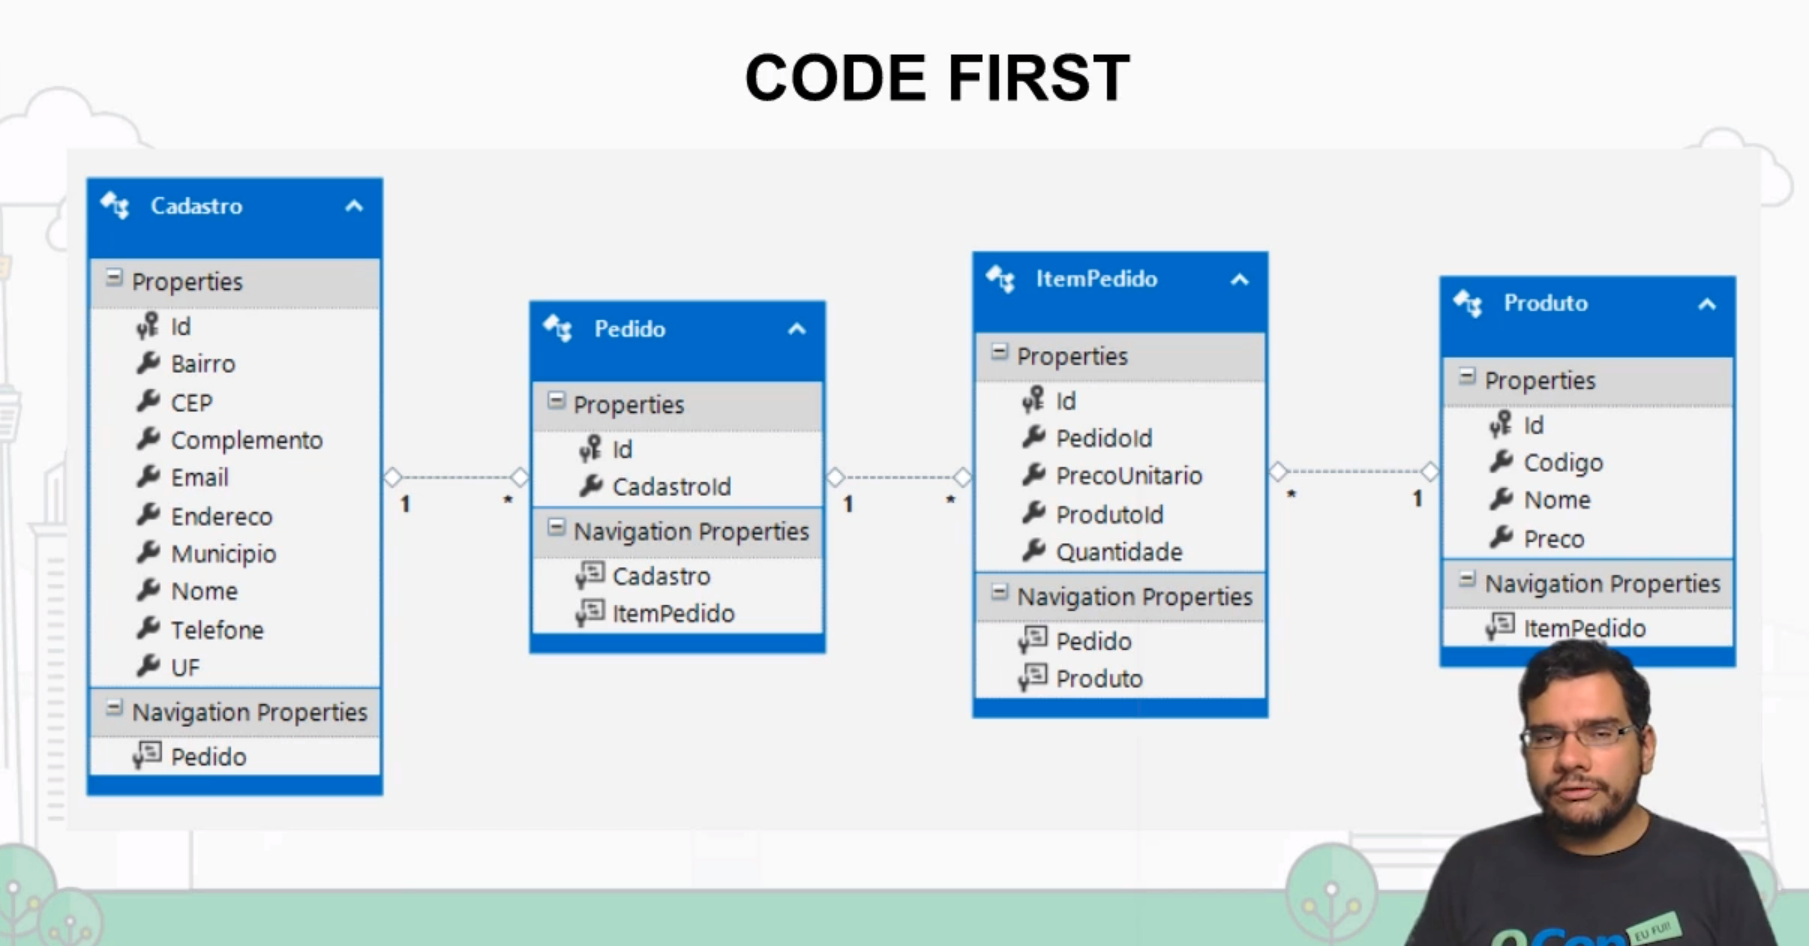 CODE FIRST
Cadastro
Properties
Id
Bairro
CEP
Complemento
Email
Endereco
Municipio
Nome
Telefone
UF
Navigation Properties
Pedido
1
*
Pedido
Properties
Id
CadastroId
Navigation Properties
Cadastro
ItemPedido
1
*
ItemPedido
Properties
Id
PedidoId
PrecoUnitario
ProdutoId
Quantidade
Navigation Properties
Pedido
Produto
*
1
Produto
Properties
Id
Codigo
Nome
Preco
Navigation Properties
ItemPedido
EU FUI!